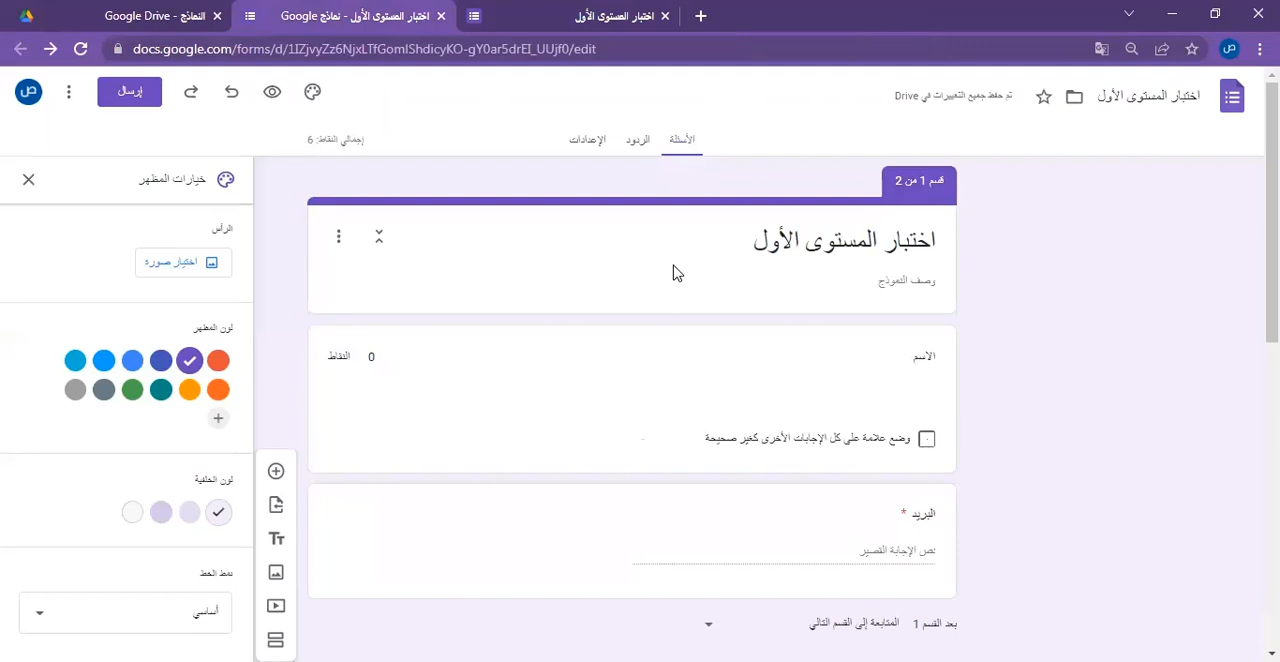 النماذج - Google Drive
اختبار المستوى الأول - نماذج Google
اختبار المستوى الأول
docs.google.com/forms/d/1IZjvyZz6NjxLTfGomIShdicyKO-gY0ar5drEI_UUjf0/edit
ص
اختبار المستوى الأول
تم حفظ جميع التغييرات في Drive
إرسال
ص
الأسئلة
الردود
الإعدادات
إجمالي النقاط: 6
خيارات المظهر
الرأس
اختيار صورة
لون المظهر
لون الخلفية
نمط الخط
أساسي
قسم 1 من 2
اختبار المستوى الأول
وصف النموذج
الاسم
0 النقاط
وضع علامة على كل الإجابات الأخرى كغير صحيحة
البريد *
نص الإجابة القصير
بعد القسم 1 المتابعة إلى القسم التالي